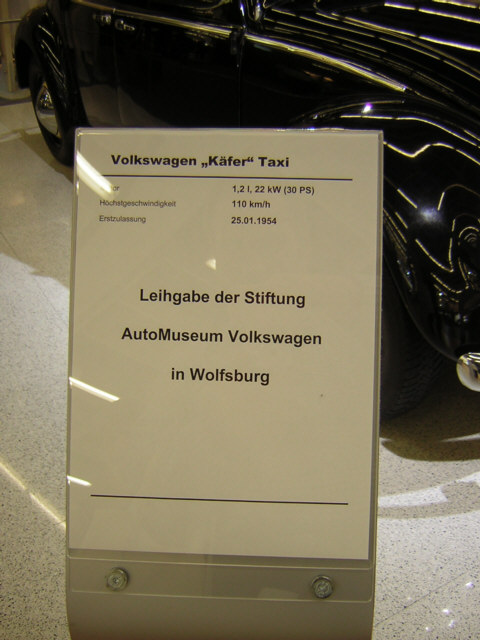 Volkswagen „Käfer“ Taxi
1,2 l, 22 kW (30 PS)
Höchstgeschwindigkeit 110 km/h
Erstzulassung 25.01.1954
Leihgabe der Stiftung
AutoMuseum Volkswagen
in Wolfsburg